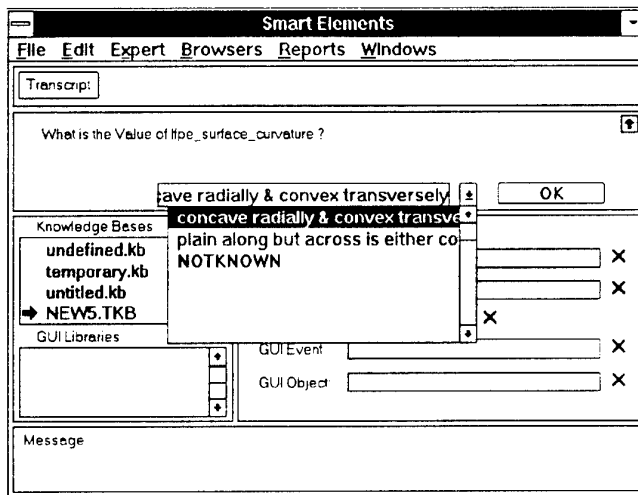 Smart Elements
File Edit Expert Browsers Reports Windows
Transcript
What is the Value of lfpe_surface_curvature ?
cave radially & convex transversely
OK
concave radially & convex transve
plain along but across is either co
NOTKNOWN
Knowledge Bases
undefined.kb
temporary.kb
untitled.kb
NEW5.TKB
GUI Libraries
GUI Event
GUI Object
Message